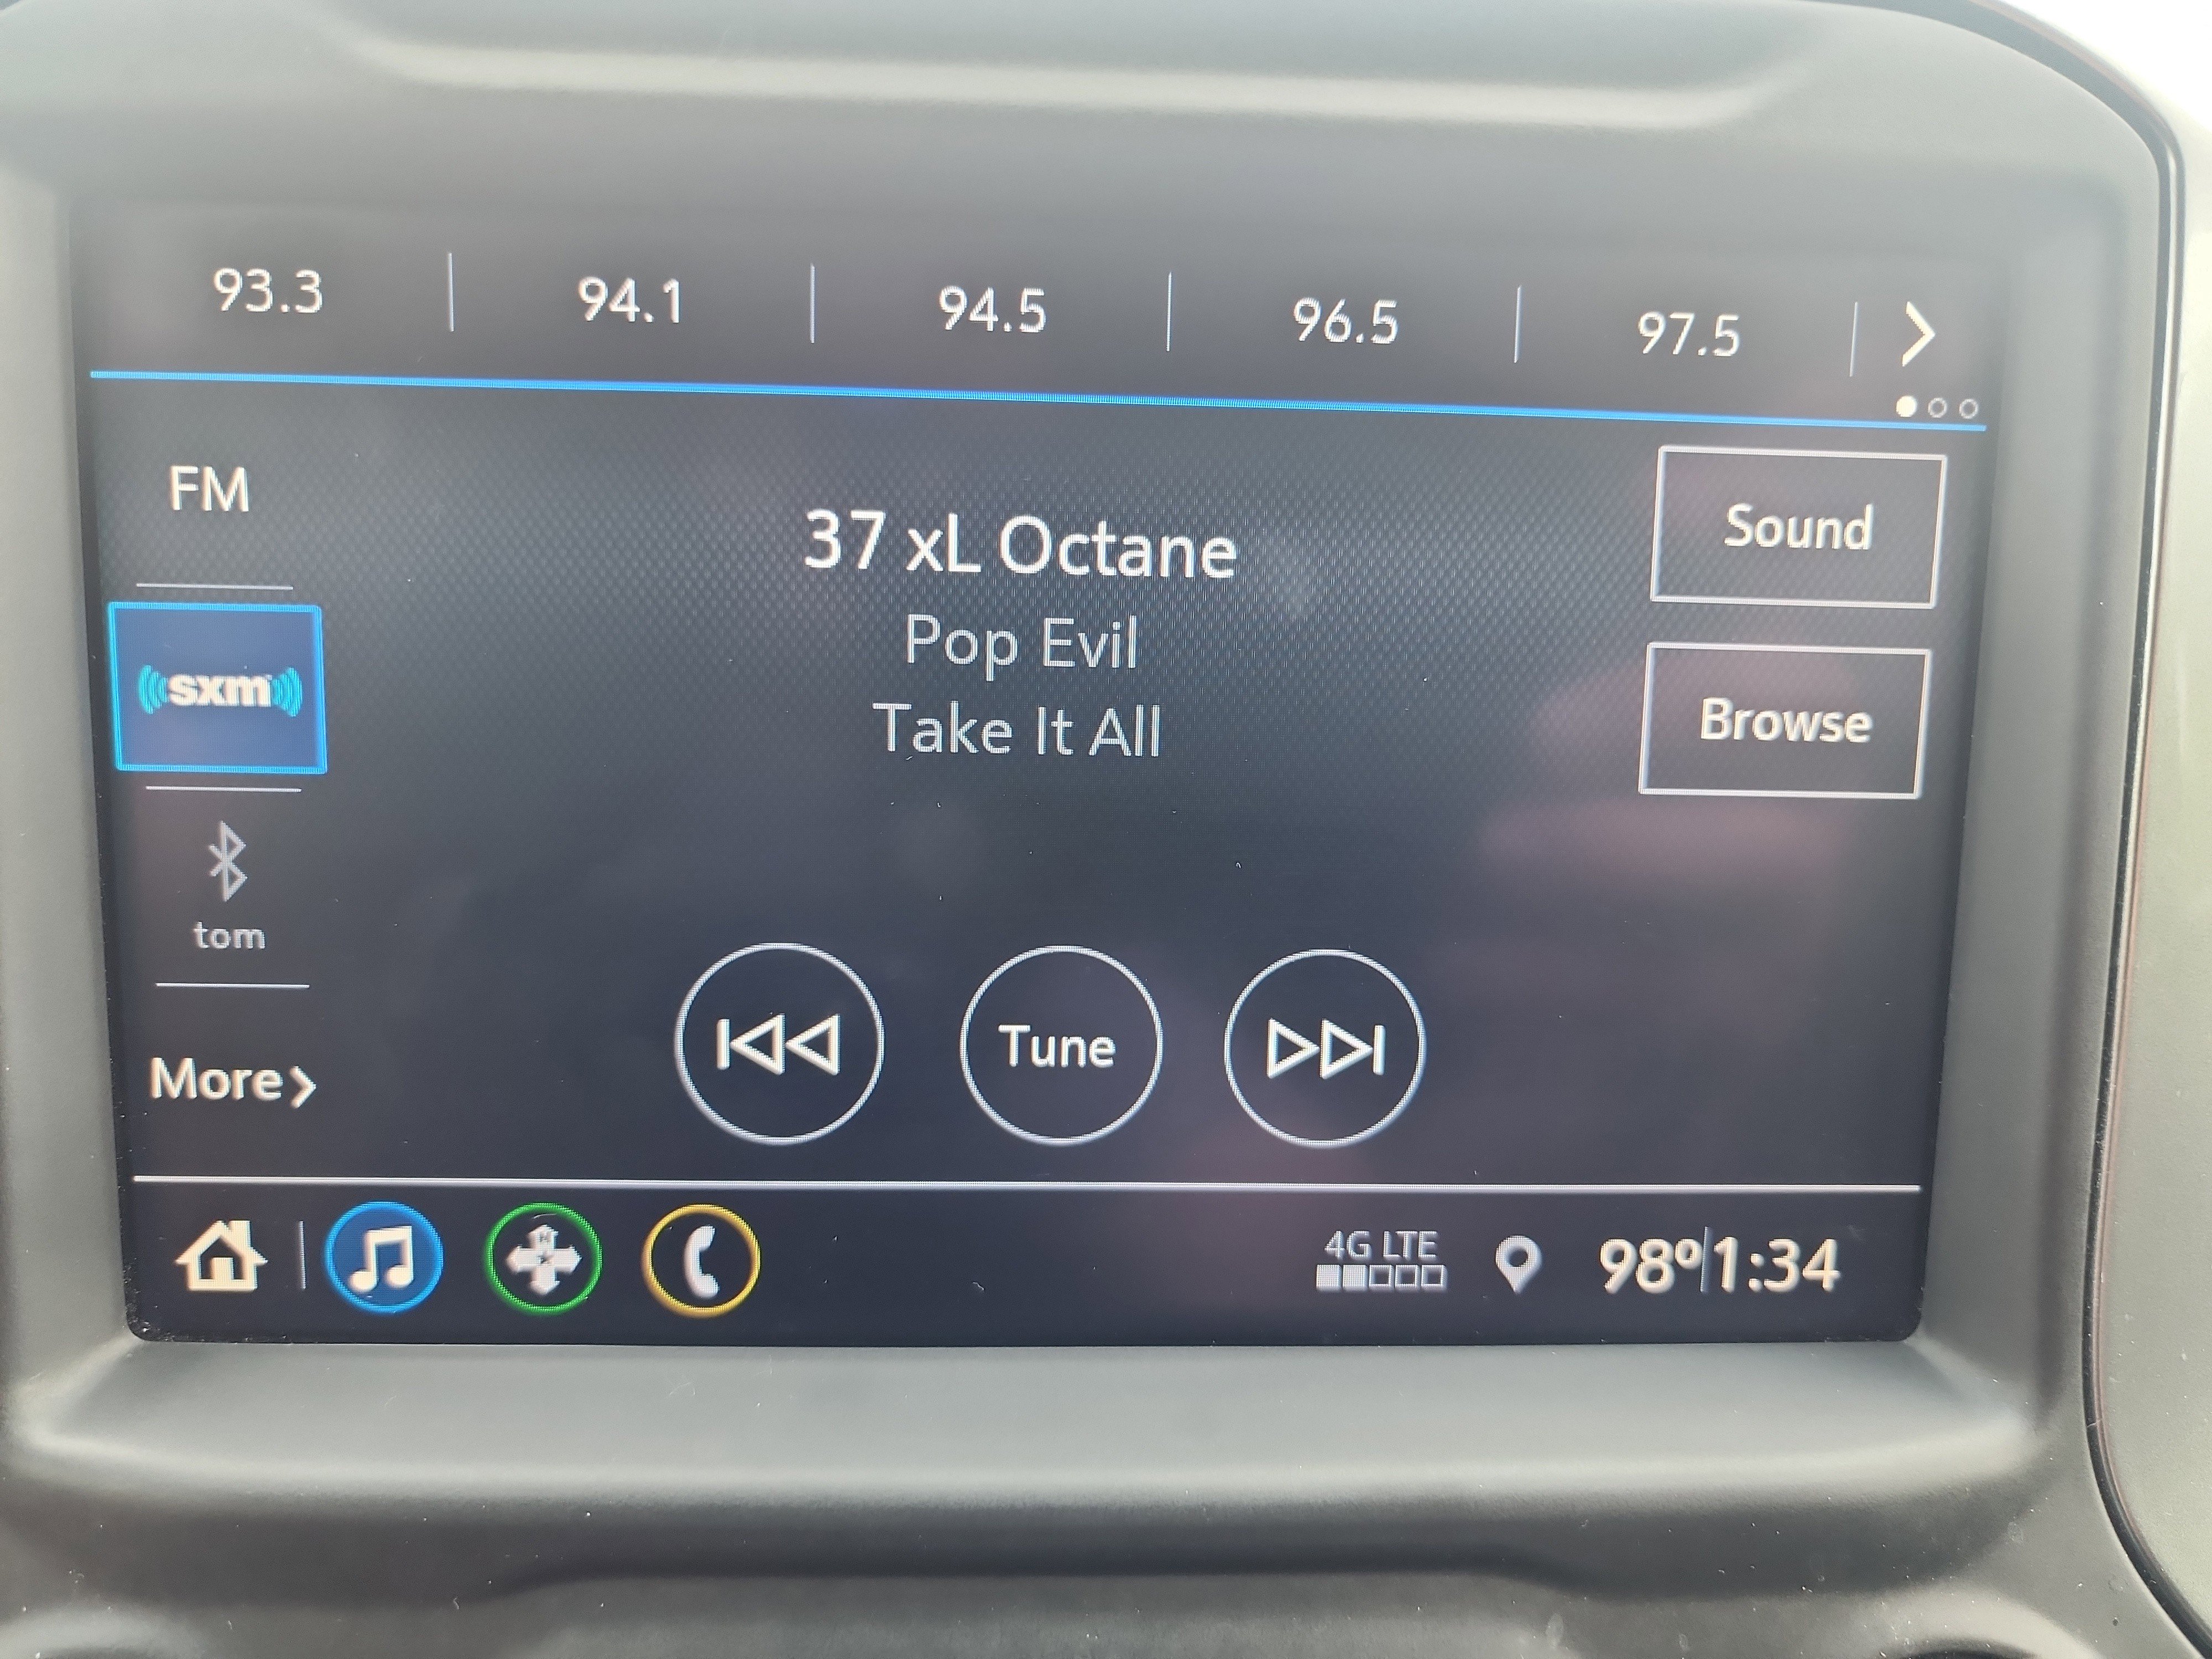 93.3 94.1 94.5 96.5 97.5
FM
37 xL Octane
Sound
Pop Evil
sxm
Take It All
Browse
tom
Tune
More
4G LTE
98° 1:34